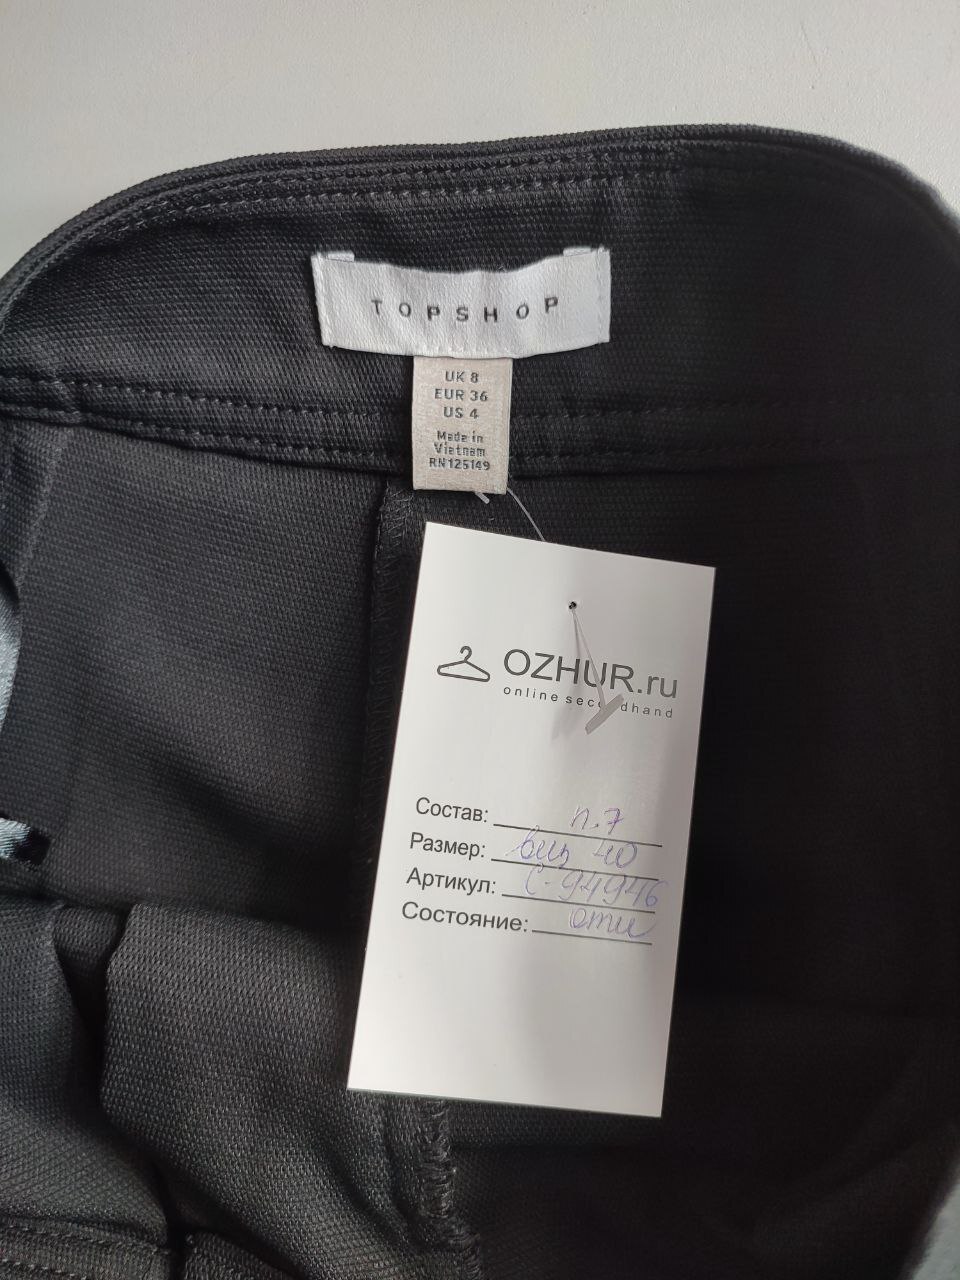 TOPSHOP
UK 8
EUR 36
US 4
Made in
Vietnam
RN125149
OZHUR.ru
online secondhand
Состав: п.7
Размер: виз 40
Артикул: С-94946
Состояние: отл